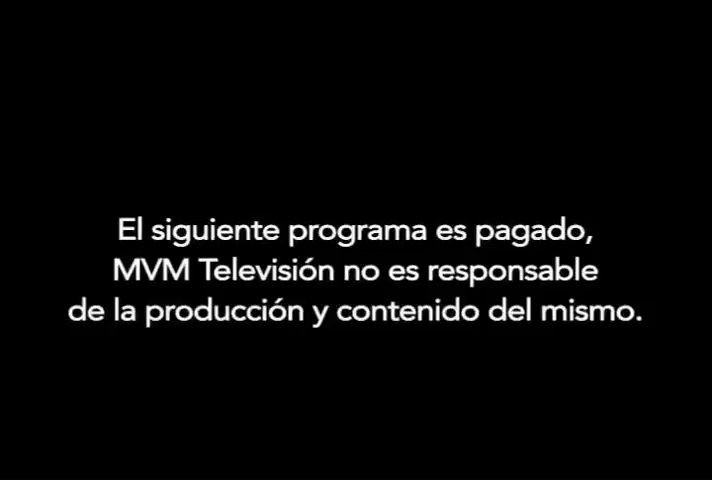 El siguiente programa es pagado,
MVM Televisión no es responsable
de la producción y contenido del mismo.